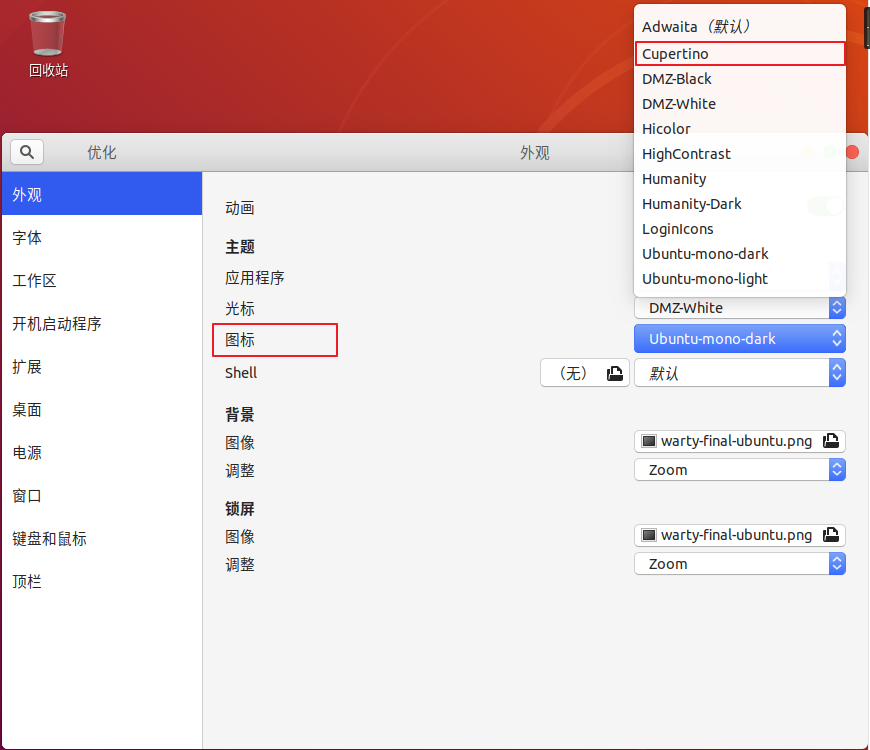 回收站
Adwaita（默认）
Cupertino
DMZ-Black
DMZ-White
Hicolor
HighContrast
Humanity
Humanity-Dark
LoginIcons
Ubuntu-mono-dark
Ubuntu-mono-light
优化
外观
外观
字体
工作区
开机启动程序
扩展
桌面
电源
窗口
键盘和鼠标
顶栏
动画
主题
应用程序
光标 DMZ-White
图标 Ubuntu-mono-dark
Shell （无） 默认
背景
图像 warty-final-ubuntu.png
调整 Zoom
锁屏
图像 warty-final-ubuntu.png
调整 Zoom